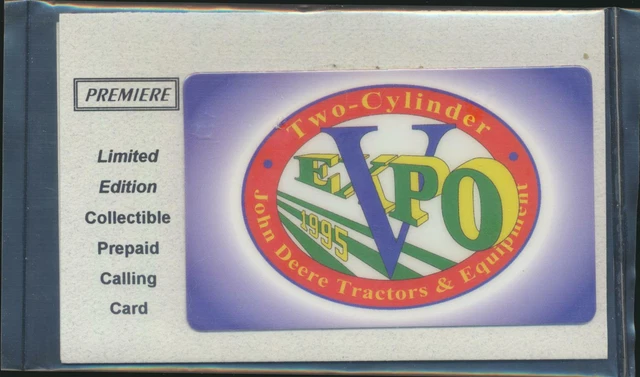 PREMIERE
Limited
Edition
Collectible
Prepaid
Calling
Card
Two-Cylinder
V
EXPO
1995
John Deere Tractors & Equipment